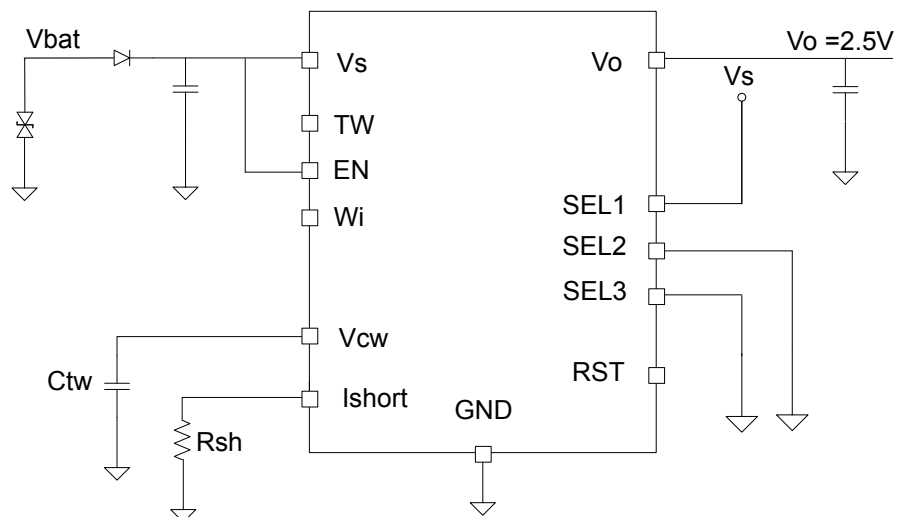 Vbat
Vo =2.5V
Vs
Vo
Vs
TW
EN
Wi
SEL1
SEL2
SEL3
Vcw
Ctw
RST
Ishort
GND
Rsh